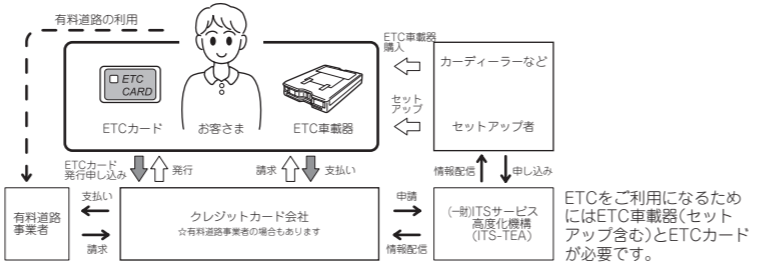 有料道路の利用
ETC
CARD
ETCカード
お客さま
ETC車載器
ETC車載器
購入
セット
アップ
カーディーラーなど
セットアップ者
ETCカード
発行申し込み
発行
請求
支払い
情報配信
申し込み
有料道路
事業者
支払い
請求
クレジットカード会社
☆有料道路事業者の場合もあります
申請
情報配信
(一財)ITSサービス
高度化機構
(ITS-TEA)
ETCをご利用になるため
にはETC車載器(セット
アップ含む)とETCカード
が必要です。